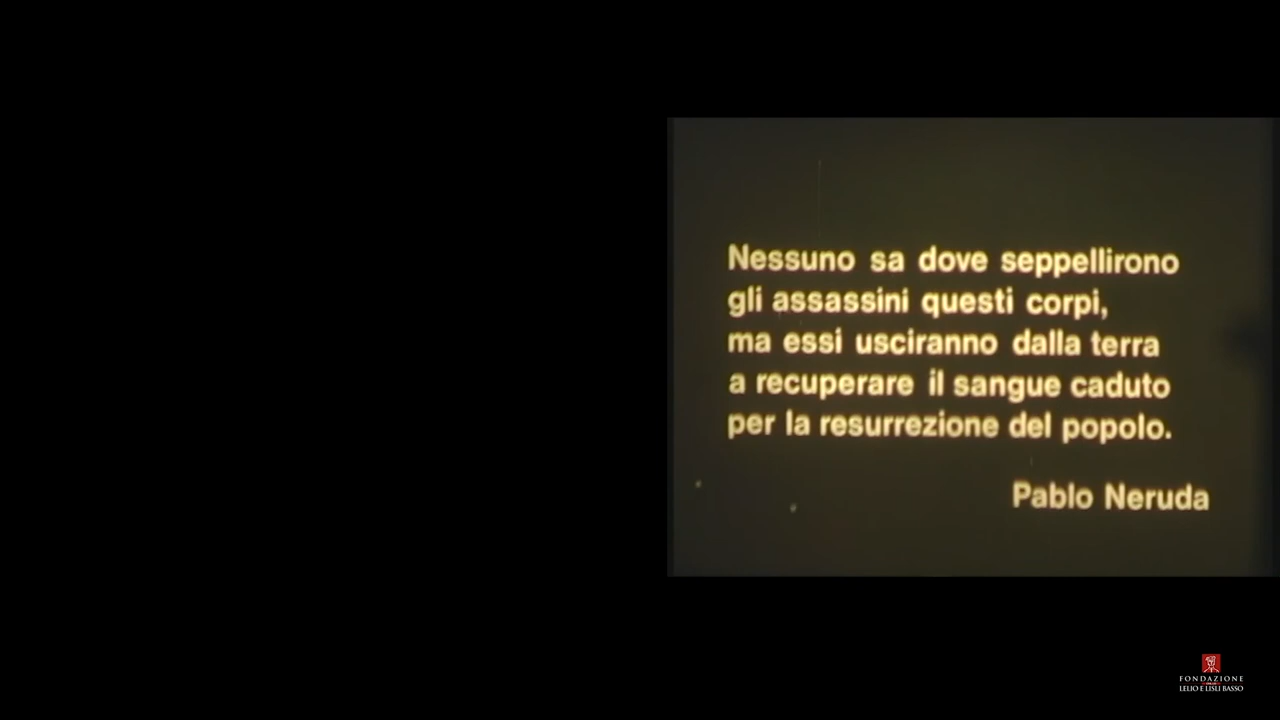 Nessuno sa dove seppellirono
gli assassini questi corpi,
ma essi usciranno dalla terra
a recuperare il sangue caduto
per la resurrezione del popolo.
Pablo Neruda
FONDAZIONE
LELIO E LISLI BASSO